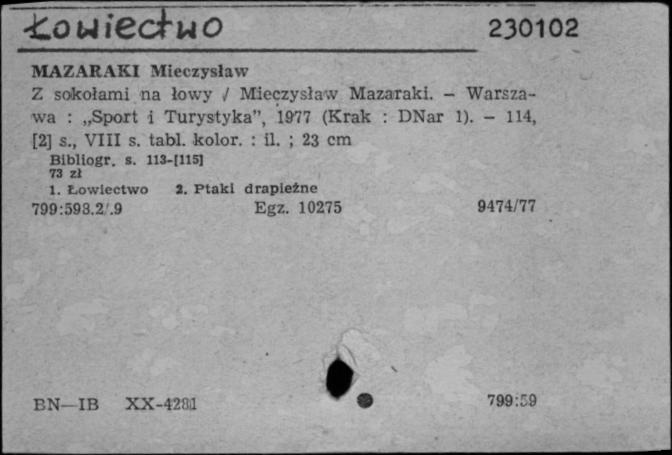 Łowiectwo 230102
MAZARAKI Mieczysław
Z sokołami na łowy / Mieczysław Mazaraki. — Warsza-
wa : „Sport i Turystyka”, 1977 (Krak : DNar 1). — 114,
[2] s., VIII s. tabl. kolor. : il. ; 23 cm
Bibliogr. s. 113-[115]
73 zł
1. Łowiectwo 2. Ptaki drapieżne
799:598.2/.9 Egz. 10275 9474/77
BN—IB XX-4281 799:59